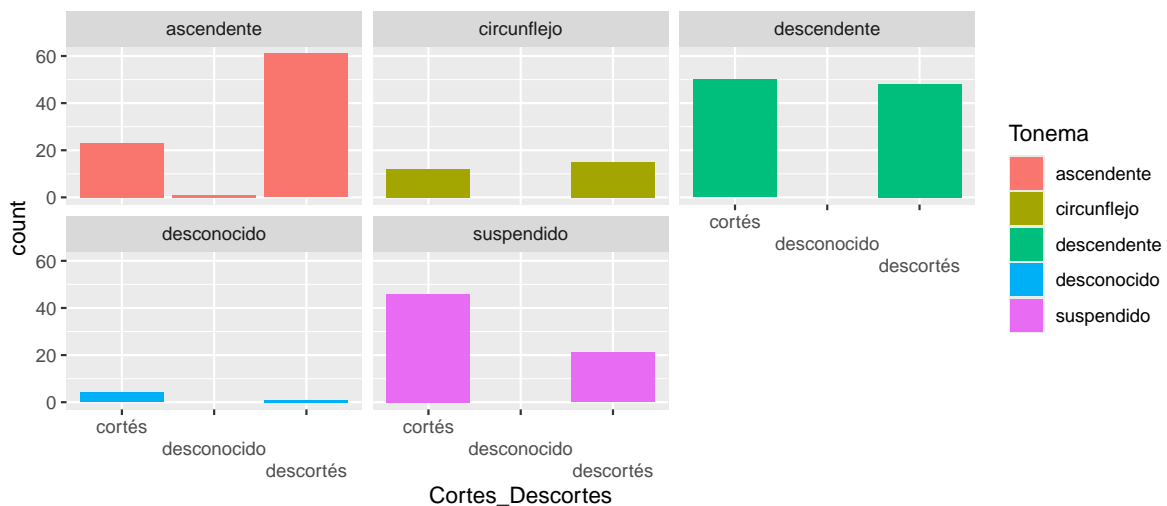 ascendente
circunflejo
descendente
60
40
20
0
cortés
desconocido
descortés
desconocido
suspendido
60
40
20
0
cortés
desconocido
descortés
cortés
desconocido
descortés
count
Cortes_Descortes
Tonema
ascendente
circunflejo
descendente
desconocido
suspendido